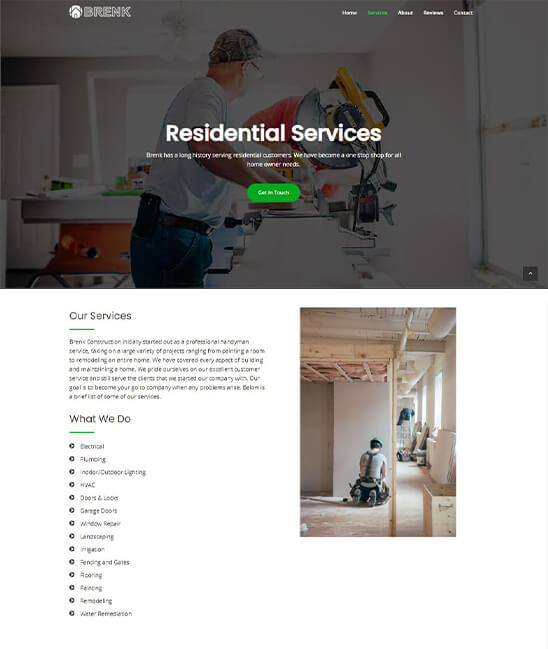 BRENK
Home Services About Reviews Contact
Residential Services
Brenk has a long history serving residential customers. We have become a one stop shop for all
home owner needs.
Get In Touch
Our Services
Brenk Construction initially started out as a professional handyman
service, taking on a large variety of projects ranging from painting a room
to remodeling an entire home. We have covered every aspect of building
and maintaining a home. We pride ourselves on our excellent customer
service and still serve the clients that we started our company with. Our
goal is to become your go to company when any problems arise. Below is
a brief list of some of our services.
What We Do
Electrical
Plumbing
Indoor/Outdoor Lighting
HVAC
Doors & Locks
Garage Doors
Window Repair
Landscaping
Irrigation
Fencing and Gates
Flooring
Painting
Remodeling
Water Remediation